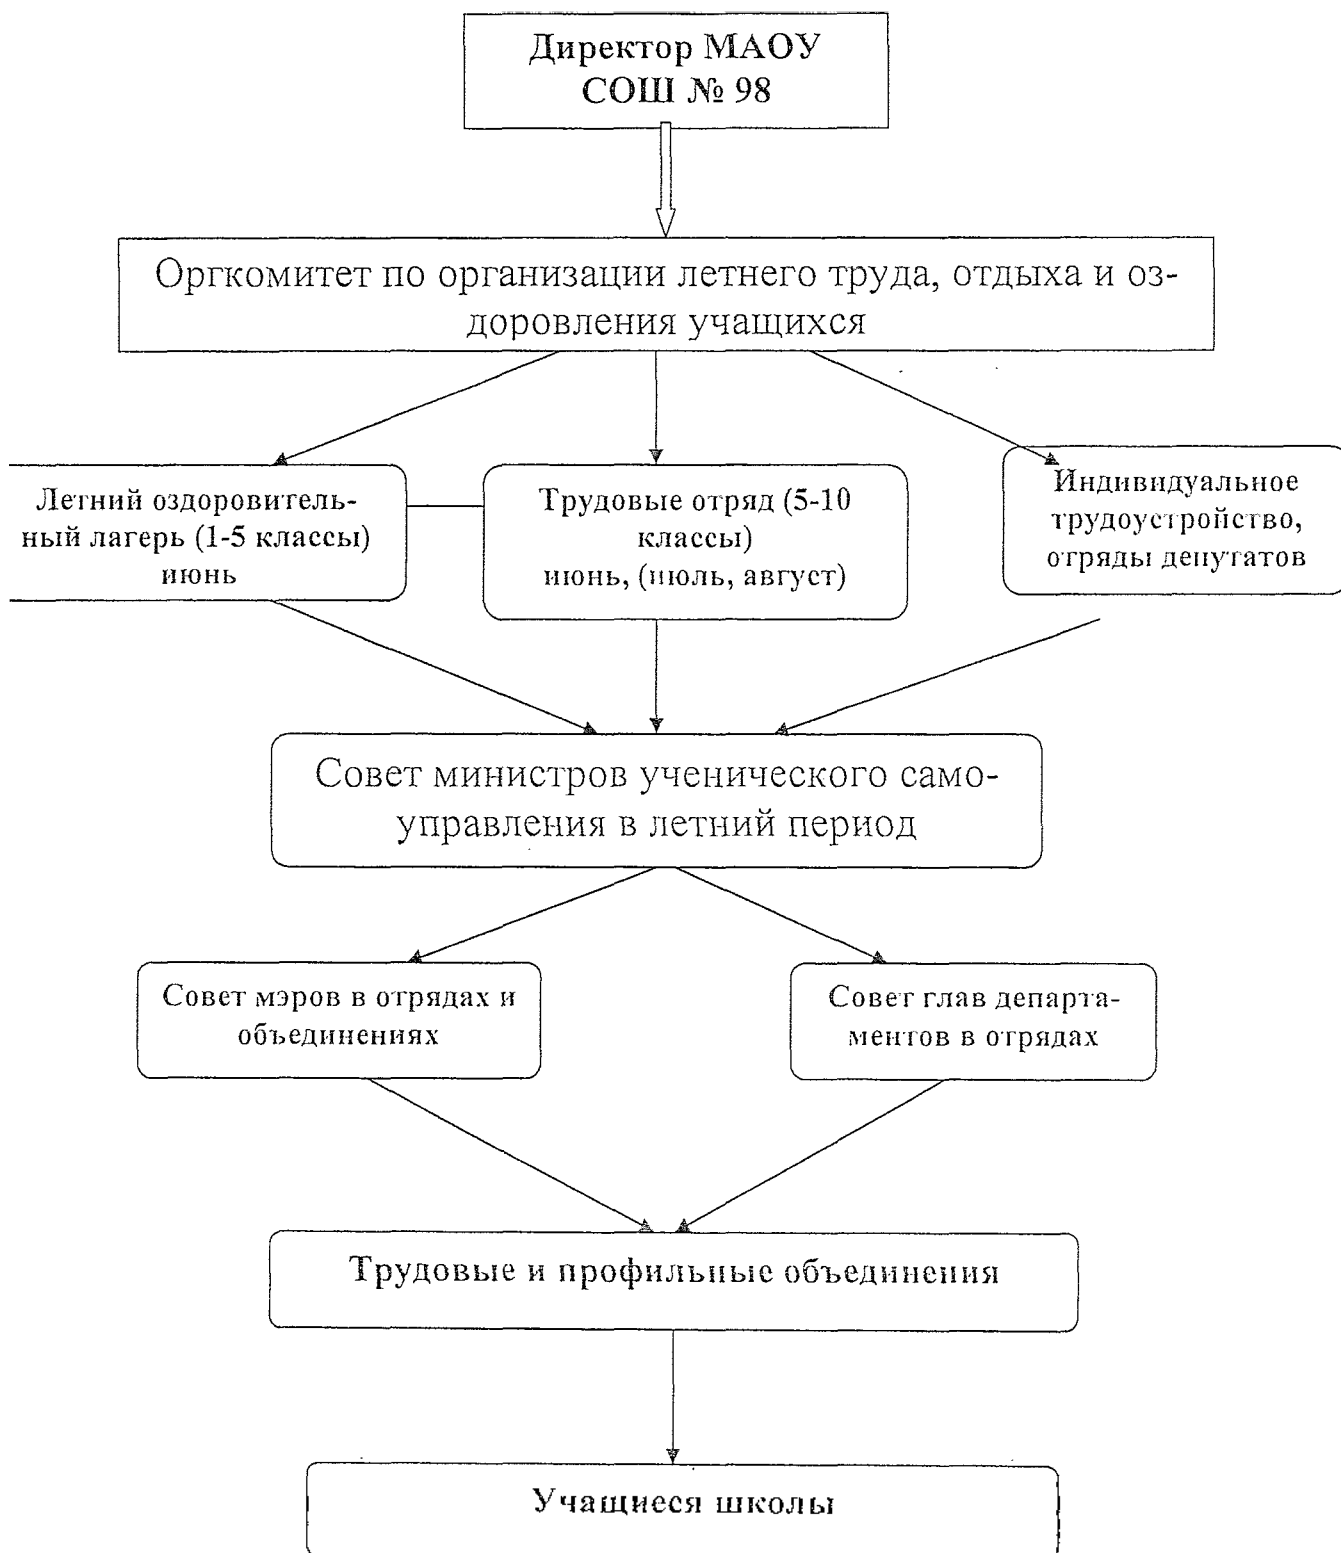 Директор МАОУ
СОШ № 98
Оргкомитет по организации летнего труда, отдыха и оз-
доровления учащихся
Летний оздоровитель-
ный лагерь (1-5 классы)
июнь
Трудовые отряд (5-10
классы)
июнь, (июль, август)
Индивидуальное
трудоустройство,
отряды депутатов
Совет министров ученического само-
управления в летний период
Совет мэров в отрядах и
объединениях
Совет глав департа-
ментов в отрядах
Трудовые и профильные объединения
Учащиеся школы